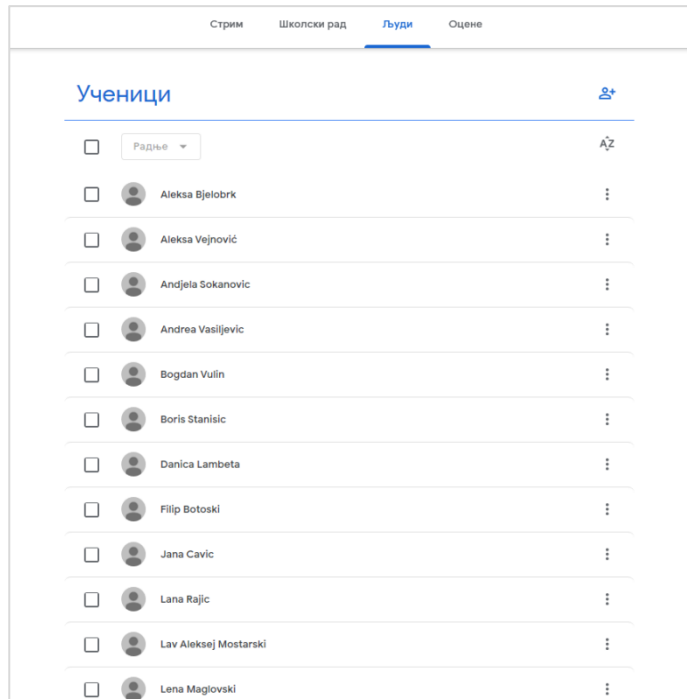 Стрим Школски рад Људи Оцене
Ученици
Радње AZ
Aleksa Bjelobrk
Aleksa Vejnović
Andjela Sokanovic
Andrea Vasiljevic
Bogdan Vulin
Boris Stanisic
Danica Lambeta
Filip Botoski
Jana Cavic
Lana Rajic
Lav Aleksej Mostarski
Lena Maglovski